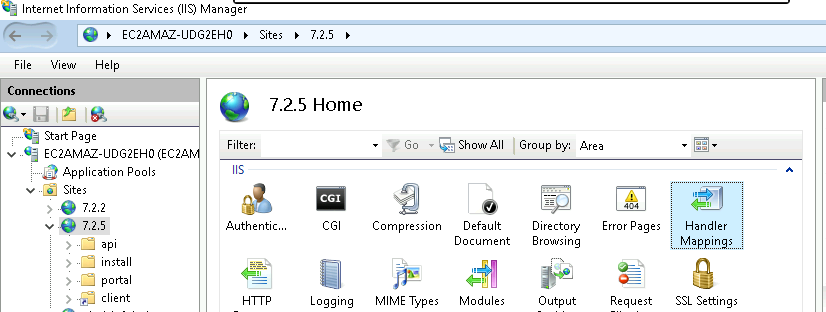 Internet Information Services (IIS) Manager
EC2AMAZ-UDG2EH0 Sites 7.2.5
File View Help
Connections
Start Page
EC2AMAZ-UDG2EH0 (EC2AM
Application Pools
Sites
7.2.2
7.2.5
api
install
portal
client
7.2.5 Home
Filter: Go Show All Group by: Area
IIS
Authentic... CGI Compression Default Document Directory Browsing Error Pages Handler Mappings
HTTP Logging MIME Types Modules Output Request SSL Settings